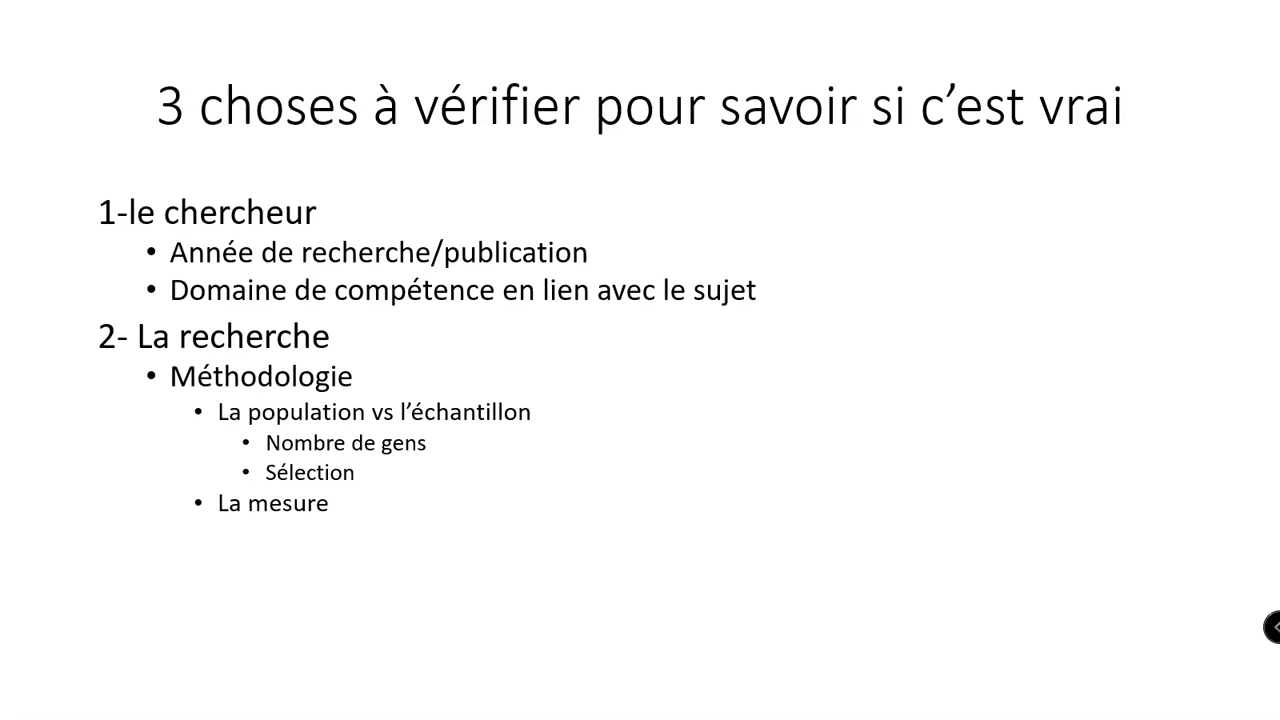 3 choses à vérifier pour savoir si c’est vrai
1-le chercheur
• Année de recherche/publication
• Domaine de compétence en lien avec le sujet
2- La recherche
• Méthodologie
• La population vs l’échantillon
• Nombre de gens
• Sélection
• La mesure